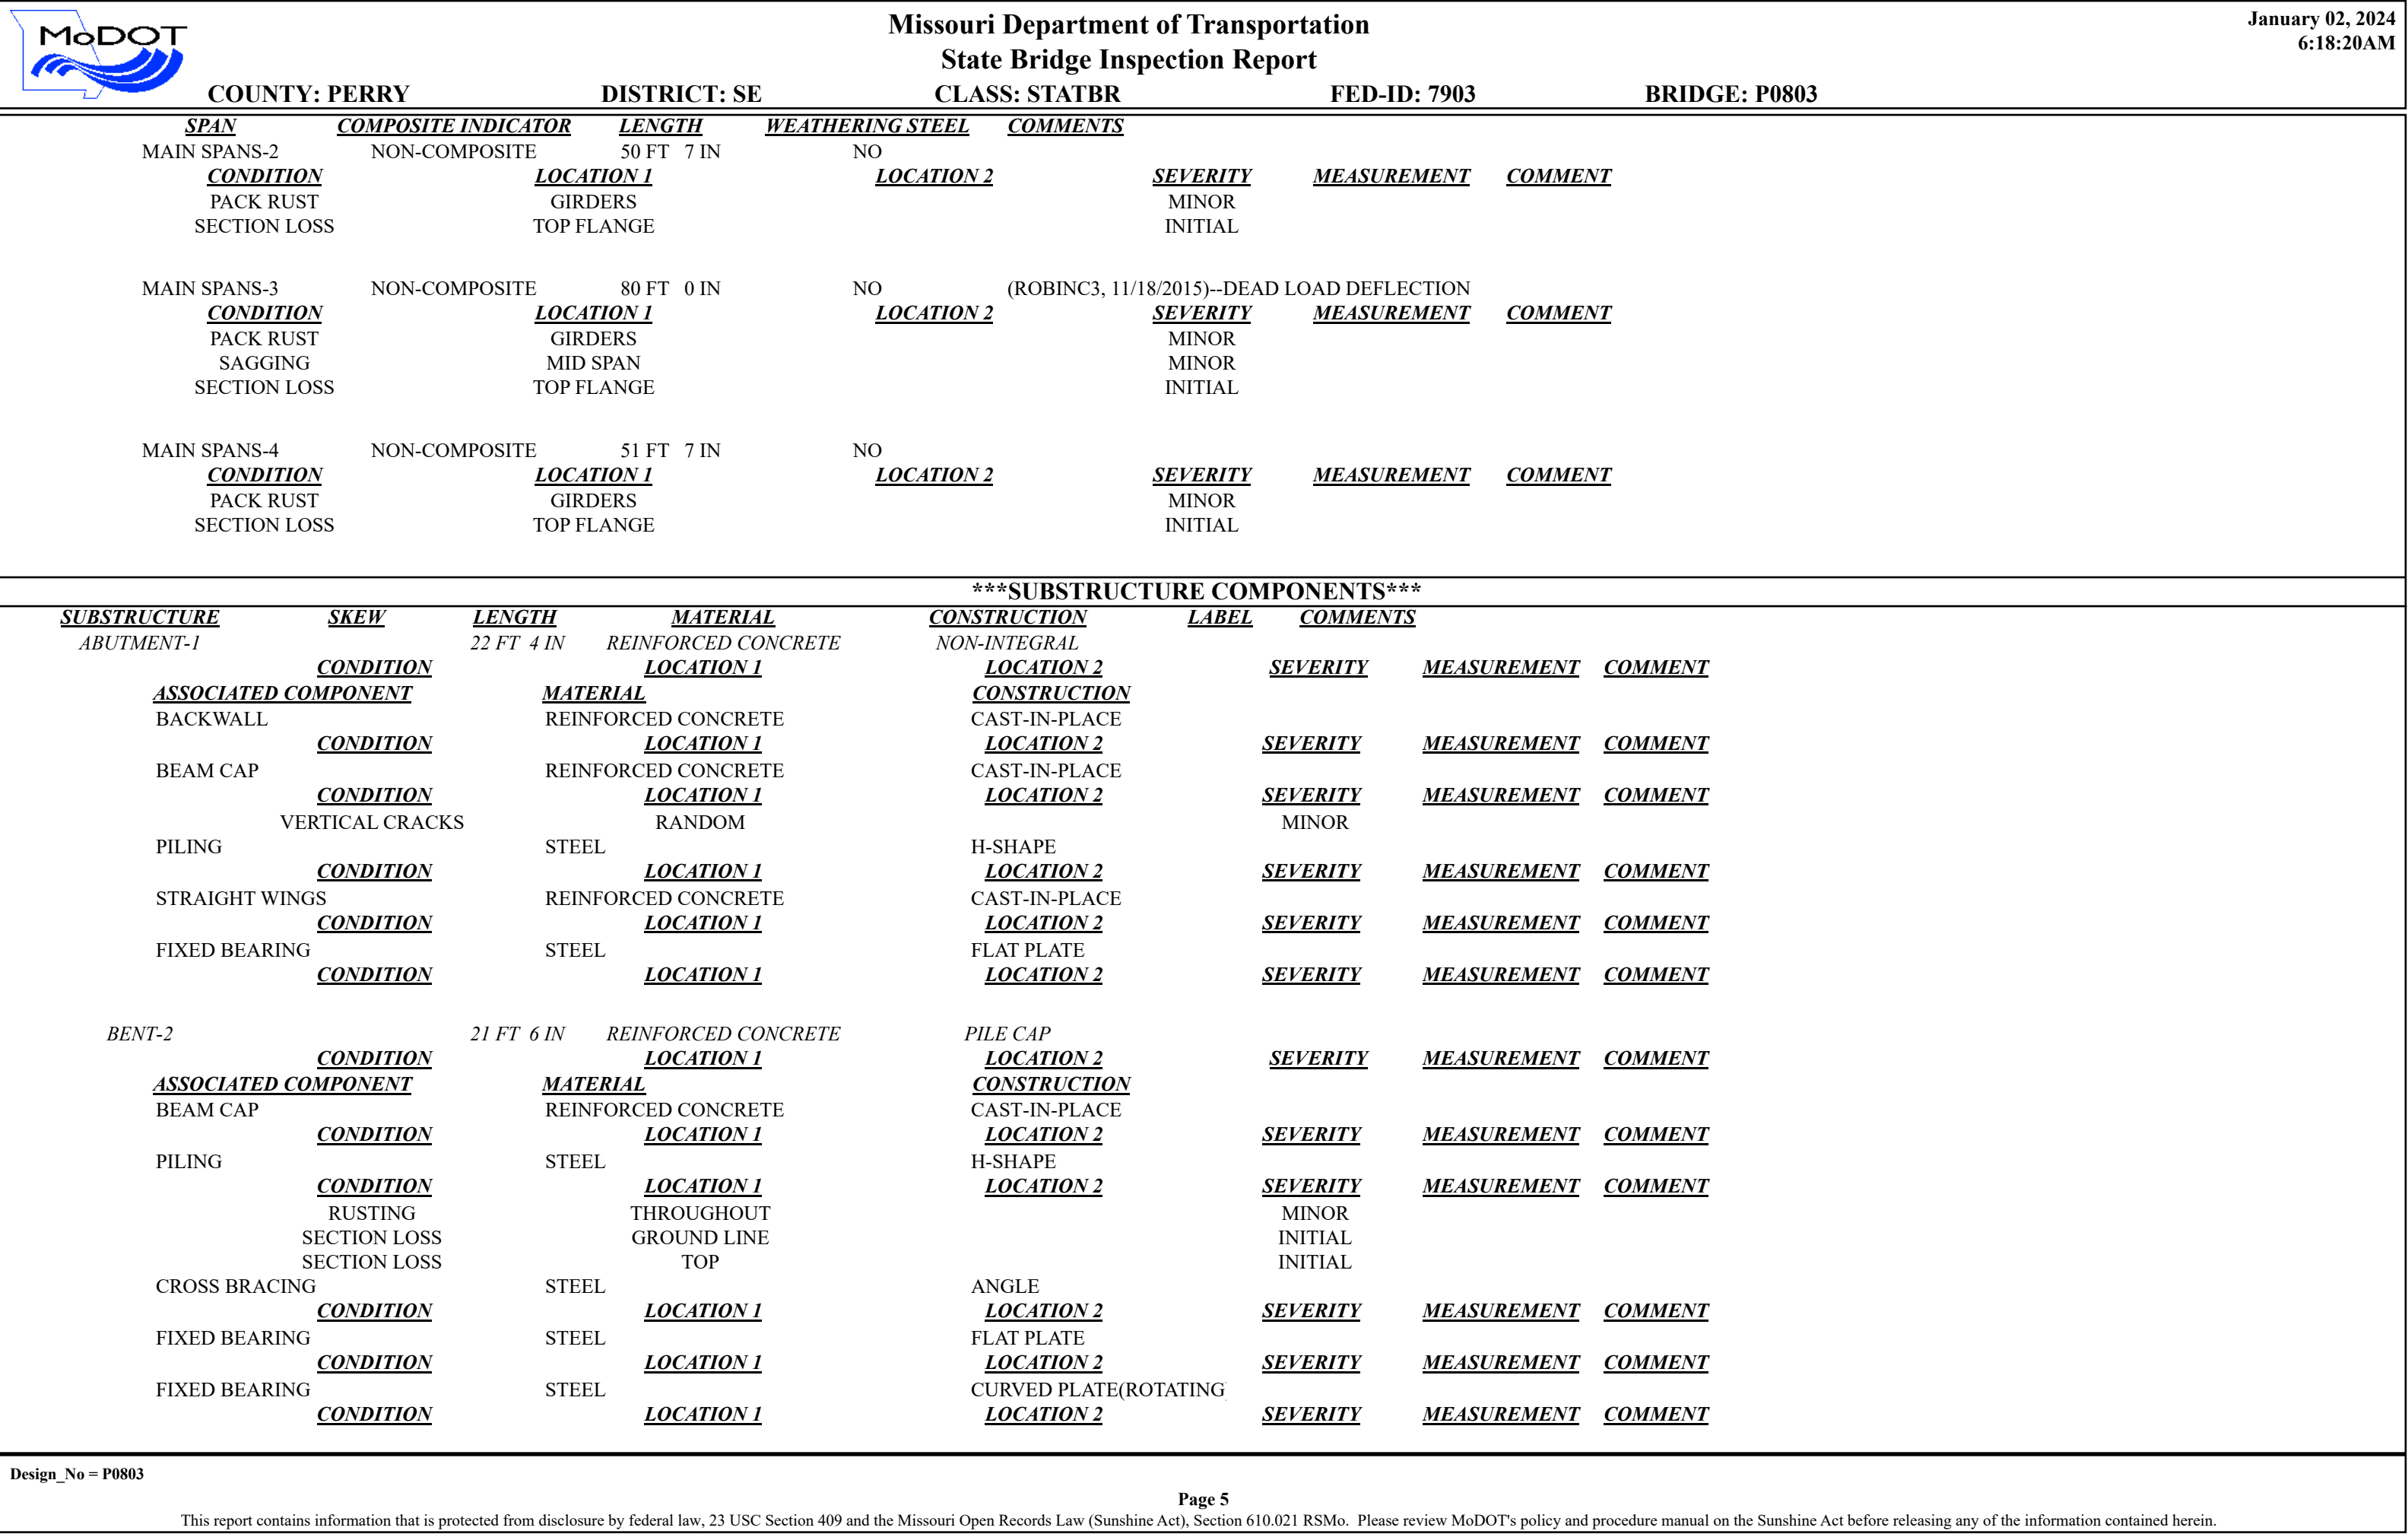 MoDOT
Missouri Department of Transportation
State Bridge Inspection Report
January 02, 2024
6:18:20AM
COUNTY: PERRY DISTRICT: SE CLASS: STATBR FED-ID: 7903 BRIDGE: P0803
SPAN COMPOSITE INDICATOR LENGTH WEATHERING STEEL COMMENTS
MAIN SPANS-2 NON-COMPOSITE 50 FT 7 IN NO
CONDITION LOCATION 1 LOCATION 2 SEVERITY MEASUREMENT COMMENT
PACK RUST GIRDERS MINOR
SECTION LOSS TOP FLANGE INITIAL
MAIN SPANS-3 NON-COMPOSITE 80 FT 0 IN NO (ROBINC3, 11/18/2015)--DEAD LOAD DEFLECTION
CONDITION LOCATION 1 LOCATION 2 SEVERITY MEASUREMENT COMMENT
PACK RUST GIRDERS MINOR
SAGGING MID SPAN MINOR
SECTION LOSS TOP FLANGE INITIAL
MAIN SPANS-4 NON-COMPOSITE 51 FT 7 IN NO
CONDITION LOCATION 1 LOCATION 2 SEVERITY MEASUREMENT COMMENT
PACK RUST GIRDERS MINOR
SECTION LOSS TOP FLANGE INITIAL
***SUBSTRUCTURE COMPONENTS***
SUBSTRUCTURE SKEW LENGTH MATERIAL CONSTRUCTION LABEL COMMENTS
ABUTMENT-1 22 FT 4 IN REINFORCED CONCRETE NON-INTEGRAL
CONDITION LOCATION 1 LOCATION 2 SEVERITY MEASUREMENT COMMENT
ASSOCIATED COMPONENT MATERIAL CONSTRUCTION
BACKWALL REINFORCED CONCRETE CAST-IN-PLACE
CONDITION LOCATION 1 LOCATION 2 SEVERITY MEASUREMENT COMMENT
BEAM CAP REINFORCED CONCRETE CAST-IN-PLACE
CONDITION LOCATION 1 LOCATION 2 SEVERITY MEASUREMENT COMMENT
VERTICAL CRACKS RANDOM MINOR
PILING STEEL H-SHAPE
CONDITION LOCATION 1 LOCATION 2 SEVERITY MEASUREMENT COMMENT
STRAIGHT WINGS REINFORCED CONCRETE CAST-IN-PLACE
CONDITION LOCATION 1 LOCATION 2 SEVERITY MEASUREMENT COMMENT
FIXED BEARING STEEL FLAT PLATE
CONDITION LOCATION 1 LOCATION 2 SEVERITY MEASUREMENT COMMENT
BENT-2 21 FT 6 IN REINFORCED CONCRETE PILE CAP
CONDITION LOCATION 1 LOCATION 2 SEVERITY MEASUREMENT COMMENT
ASSOCIATED COMPONENT MATERIAL CONSTRUCTION
BEAM CAP REINFORCED CONCRETE CAST-IN-PLACE
CONDITION LOCATION 1 LOCATION 2 SEVERITY MEASUREMENT COMMENT
PILING STEEL H-SHAPE
CONDITION LOCATION 1 LOCATION 2 SEVERITY MEASUREMENT COMMENT
RUSTING THROUGHOUT MINOR
SECTION LOSS GROUND LINE INITIAL
SECTION LOSS TOP INITIAL
CROSS BRACING STEEL ANGLE
CONDITION LOCATION 1 LOCATION 2 SEVERITY MEASUREMENT COMMENT
FIXED BEARING STEEL FLAT PLATE
CONDITION LOCATION 1 LOCATION 2 SEVERITY MEASUREMENT COMMENT
FIXED BEARING STEEL CURVED PLATE(ROTATING
CONDITION LOCATION 1 LOCATION 2 SEVERITY MEASUREMENT COMMENT
Design_No = P0803
Page 5
This report contains information that is protected from disclosure by federal law, 23 USC Section 409 and the Missouri Open Records Law (Sunshine Act), Section 610.021 RSMo. Please review MoDOT's policy and procedure manual on the Sunshine Act before releasing any of the information contained herein.